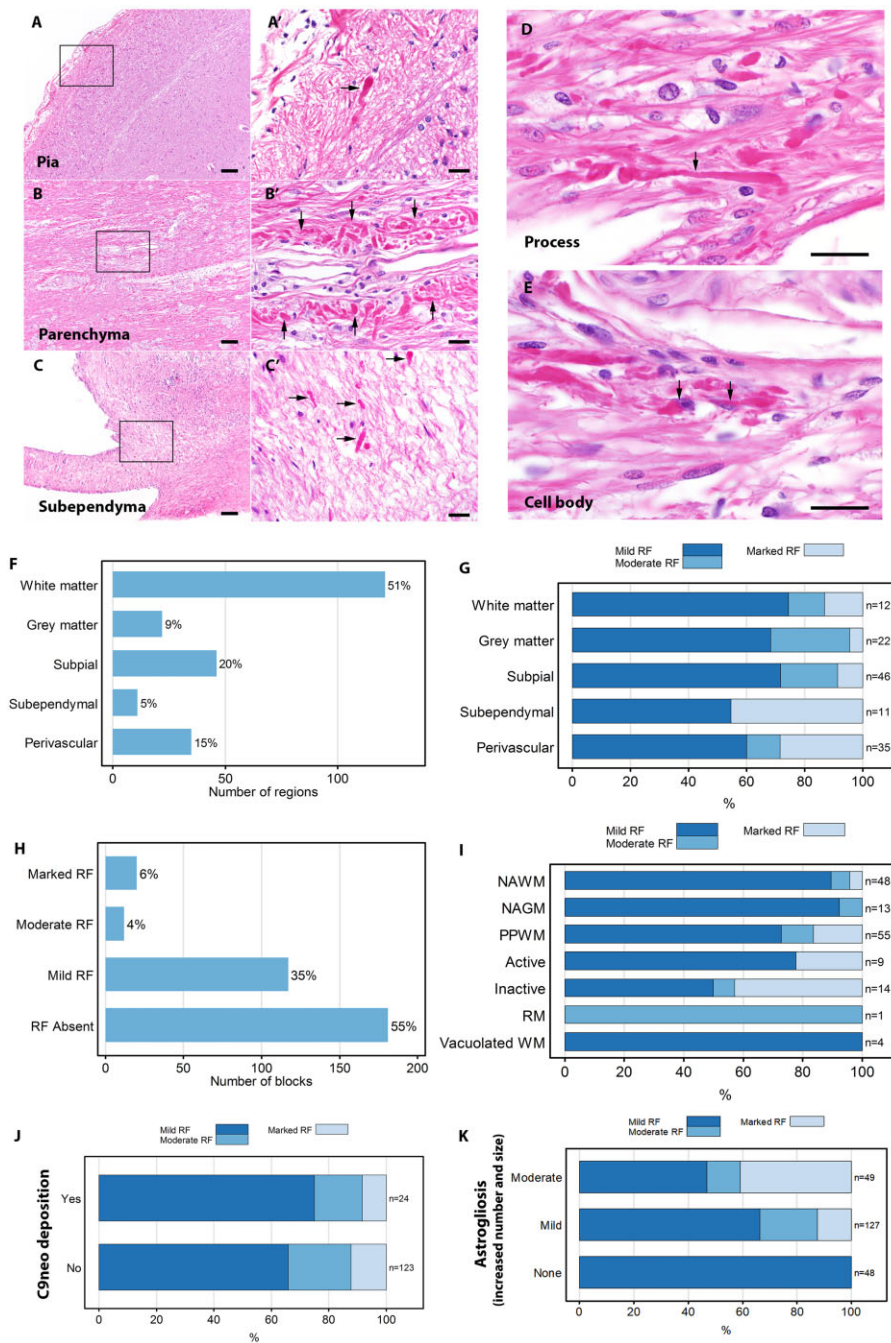 A
Pia
A'
B
Parenchyma
B'
C
Subependyma
C'
D
Process
E
Cell body
F
White matter
51%
Grey matter
9%
Subpial
20%
Subependymal
5%
Perivascular
15%
0 50 100
Number of regions
G
Mild RF
Moderate RF
Marked RF
White matter
n=12
Grey matter
n=22
Subpial
n=46
Subependymal
n=11
Perivascular
n=35
0 20 40 60 80 100
%
H
Marked RF
6%
Moderate RF
4%
Mild RF
35%
RF Absent
55%
0 50 100 150 200
Number of blocks
I
Mild RF
Moderate RF
Marked RF
NAWM
n=48
NAGM
n=13
PPWM
n=55
Active
n=9
Inactive
n=14
RM
n=1
Vacuolated WM
n=4
0 20 40 60 80 100
%
J
Mild RF
Moderate RF
Marked RF
C9neo deposition
Yes
n=24
No
n=123
0 20 40 60 80 100
%
K
Mild RF
Moderate RF
Marked RF
Astrogliosis
(increased number and size)
Moderate
n=49
Mild
n=127
None
n=48
0 20 40 60 80 100
%